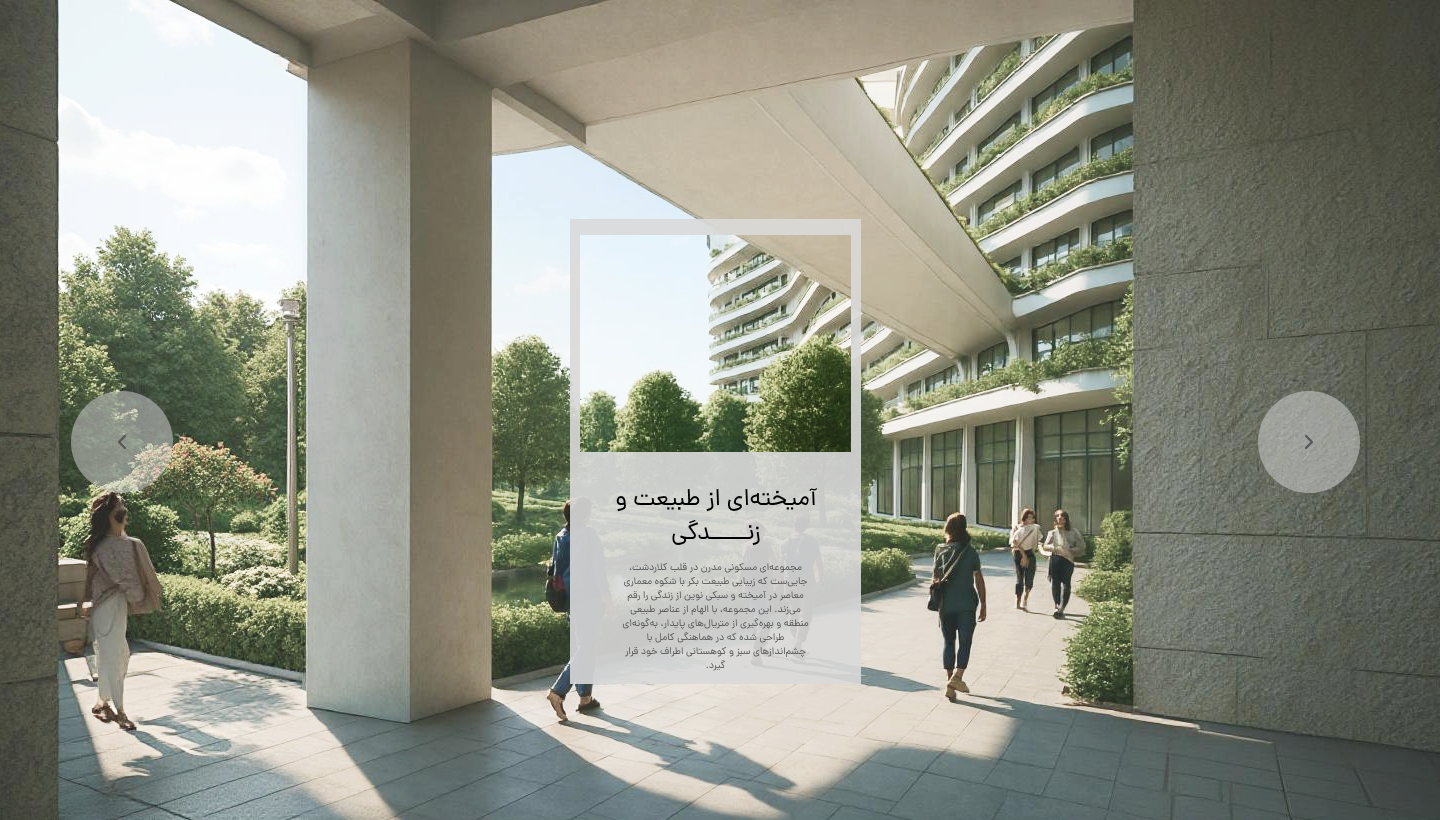 آمیخته‌ای از طبیعت و
زنـــــدگی
مجموعه‌ای مسکونی مدرن در قلب کلاردشت،
جایی‌ست که زیبایی طبیعت بکر با شکوه معماری
معاصر در آمیخته و سبکی نوین از زندگی را رقم
می‌زند. این مجموعه، با الهام از عناصر طبیعی
منطقه و بهره‌گیری از متریال‌های پایدار، به‌گونه‌ای
طراحی شده که در هماهنگی کامل با
چشم‌اندازهای سبز و کوهستانی اطراف خود قرار
گیرد.